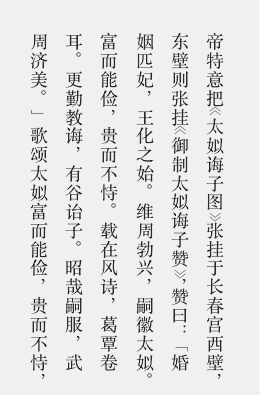 帝特意把《太姒诲子图》张挂于长春宫西壁，
东壁则张挂《御制太姒诲子赞》，赞曰：「婚
姻匹妃，王化之始。维周勃兴，嗣徽太姒。
富而能俭，贵而不恃。载在风诗，葛覃卷
耳。更勤教诲，有谷诒子。昭哉嗣服，武
周济美。」歌颂太姒富而能俭，贵而不恃，